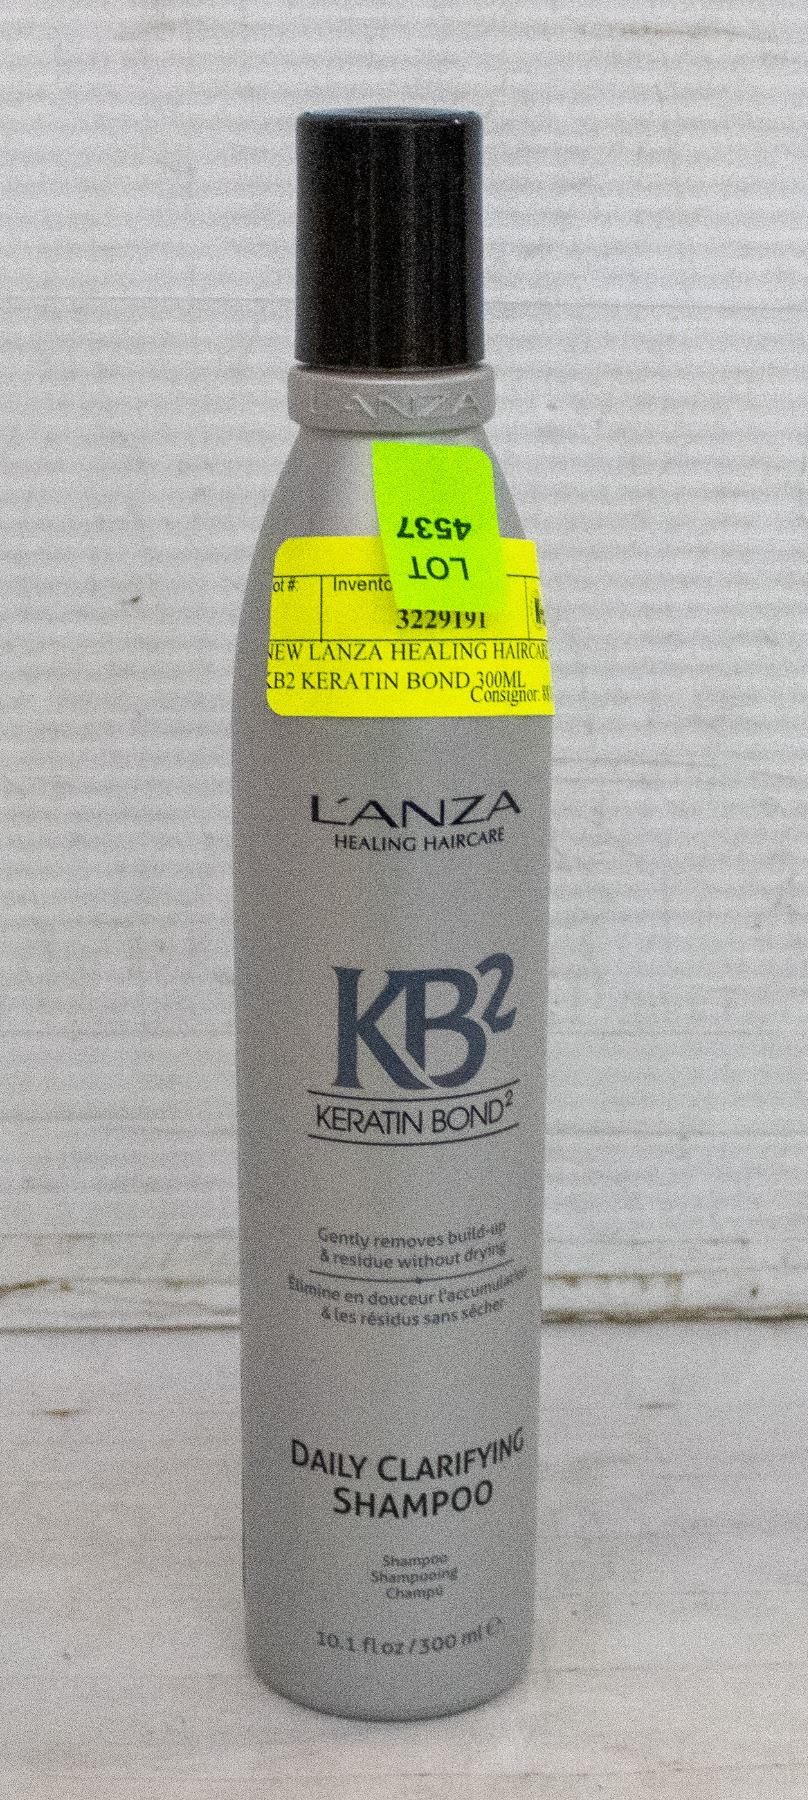 L'ANZA
LOT
4537
ot #:
3229191
NEW LANZA HEALING HAIRCARE
KB2 KERATIN BOND 300ML
Consignor:
L'ANZA
HEALING HAIRCARE
KB2
KERATIN BOND2
Gently removes build-up
& residue without drying
Élimine en douceur l'accumulation
& les résidus sans sécher
DAILY CLARIFYING
SHAMPOO
Shampoo
Shampooing
Champú
10.1 fl oz / 300 ml ℮